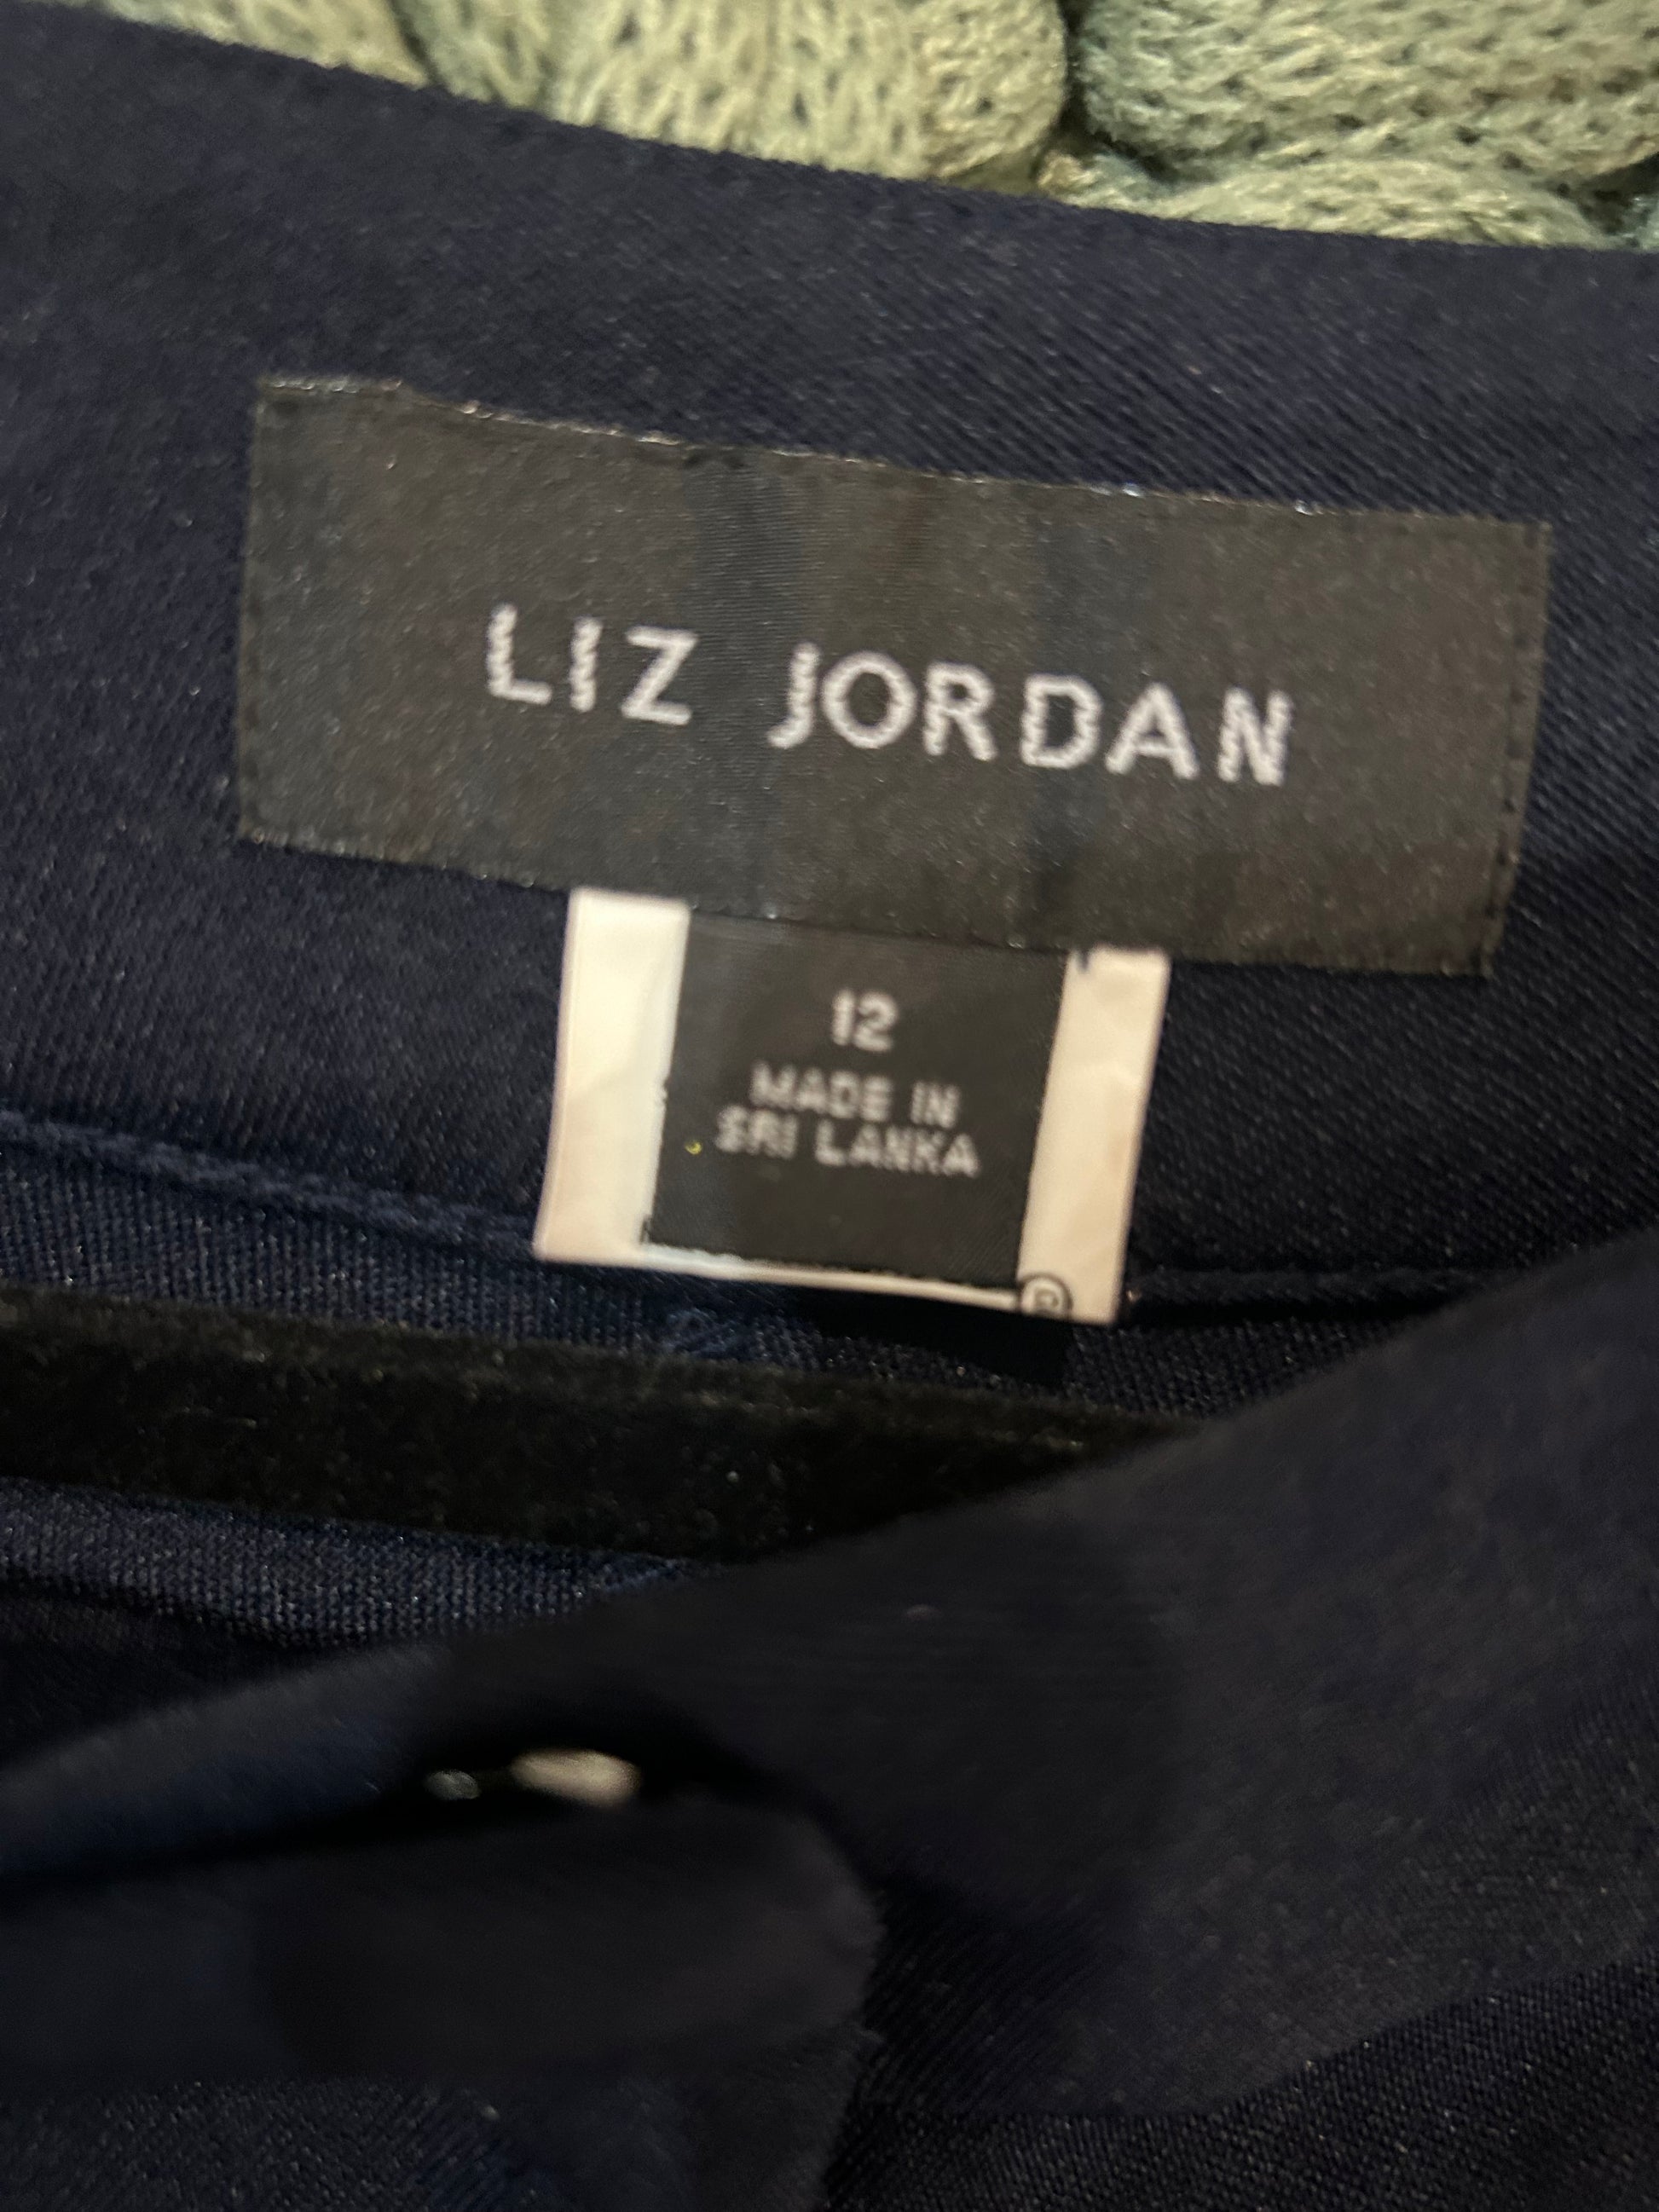 LIZ JORDAN
12
MADE IN
SRI LANKA